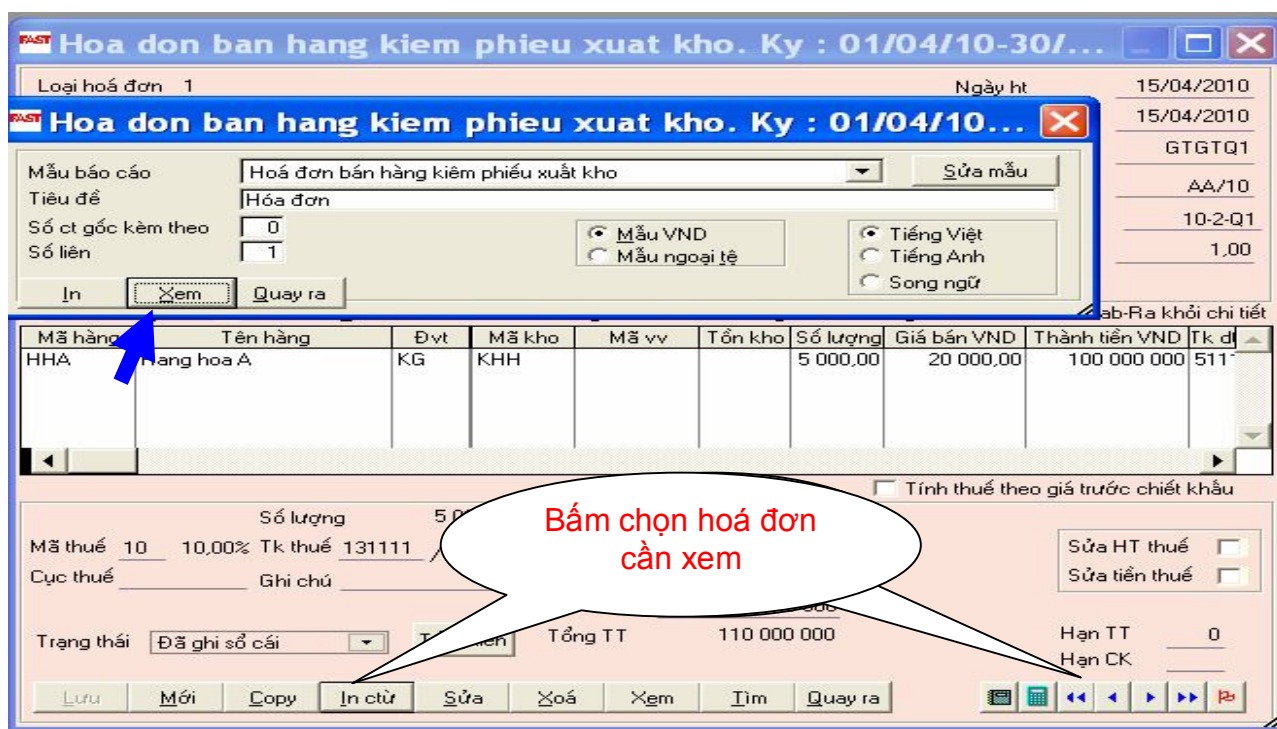 FAST Hoa don ban hang kiem phieu xuat kho. Ky : 01/04/10-30/...
Loại hoá đơn 1 Ngày ht 15/04/2010
FAST Hoa don ban hang kiem phieu xuat kho. Ky : 01/04/10...
15/04/2010
GTGTQ1
AA/10
10-2-Q1
1,00
Mẫu báo cáo Hoá đơn bán hàng kiêm phiếu xuất kho Sửa mẫu
Tiêu đề Hóa đơn
Số ct gốc kèm theo 0
Số liên 1
Mẫu VND
Mẫu ngoại tệ
Tiếng Việt
Tiếng Anh
Song ngữ
In Xem Quay ra
ab-Ra khỏi chi tiết
Mã hàng Tên hàng Đvt Mã kho Mã vv Tồn kho Số lượng Giá bán VND Thành tiền VND Tk d
HHA Hang hoa A KG KHH 5 000,00 20 000,00 100 000 000 511
Tính thuế theo giá trước chiết khấu
Bấm chọn hoá đơn
cần xem
Số lượng
Mã thuế 10 10,00% Tk thuế 131111 /
Cục thuế Ghi chú
Sửa HT thuế
Sửa tiền thuế
Trạng thái Đã ghi sổ cái Tổng TT 110 000 000
Hạn TT 0
Hạn CK
Lưu Mới Copy In ctừ Sửa Xoá Xem Tìm Quay ra